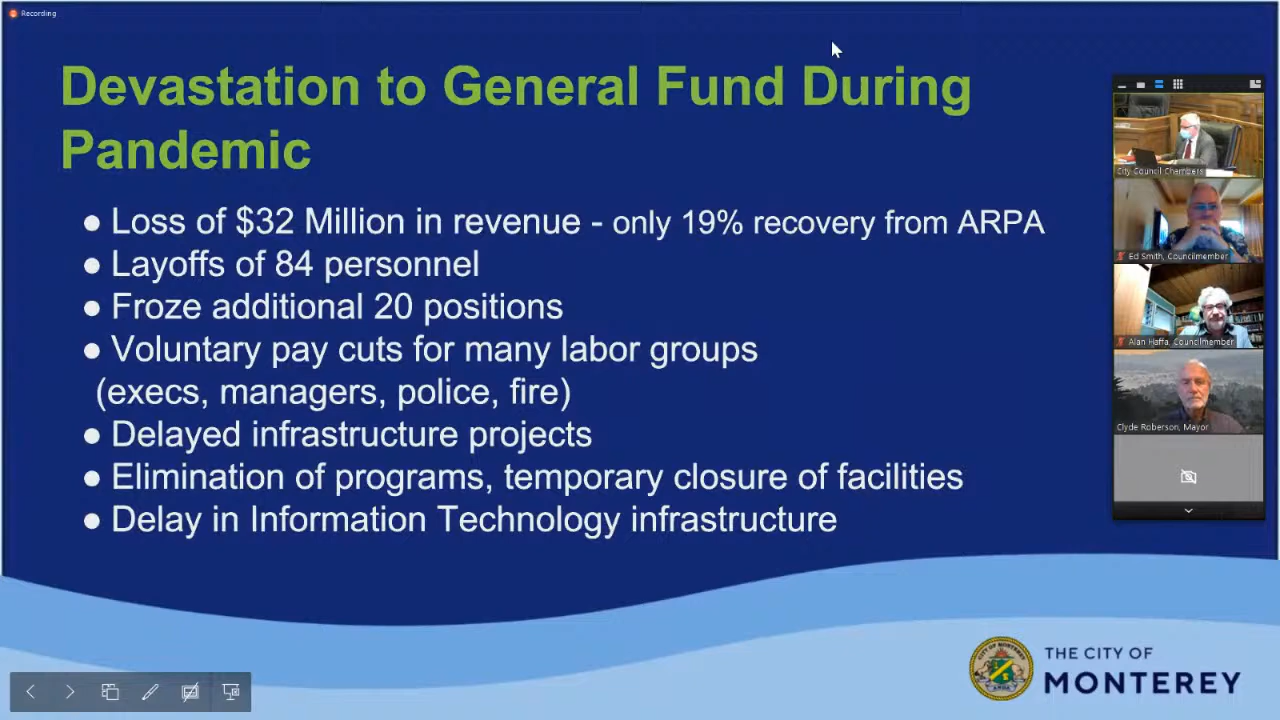 Recording
Devastation to General Fund During
Pandemic
● Loss of $32 Million in revenue - only 19% recovery from ARPA
● Layoffs of 84 personnel
● Froze additional 20 positions
● Voluntary pay cuts for many labor groups
(execs, managers, police, fire)
● Delayed infrastructure projects
● Elimination of programs, temporary closure of facilities
● Delay in Information Technology infrastructure
City Council Chambers
Ed Smith, Councilmember
Alan Haffa, Councilmember
Clyde Roberson, Mayor
THE CITY OF
MONTEREY